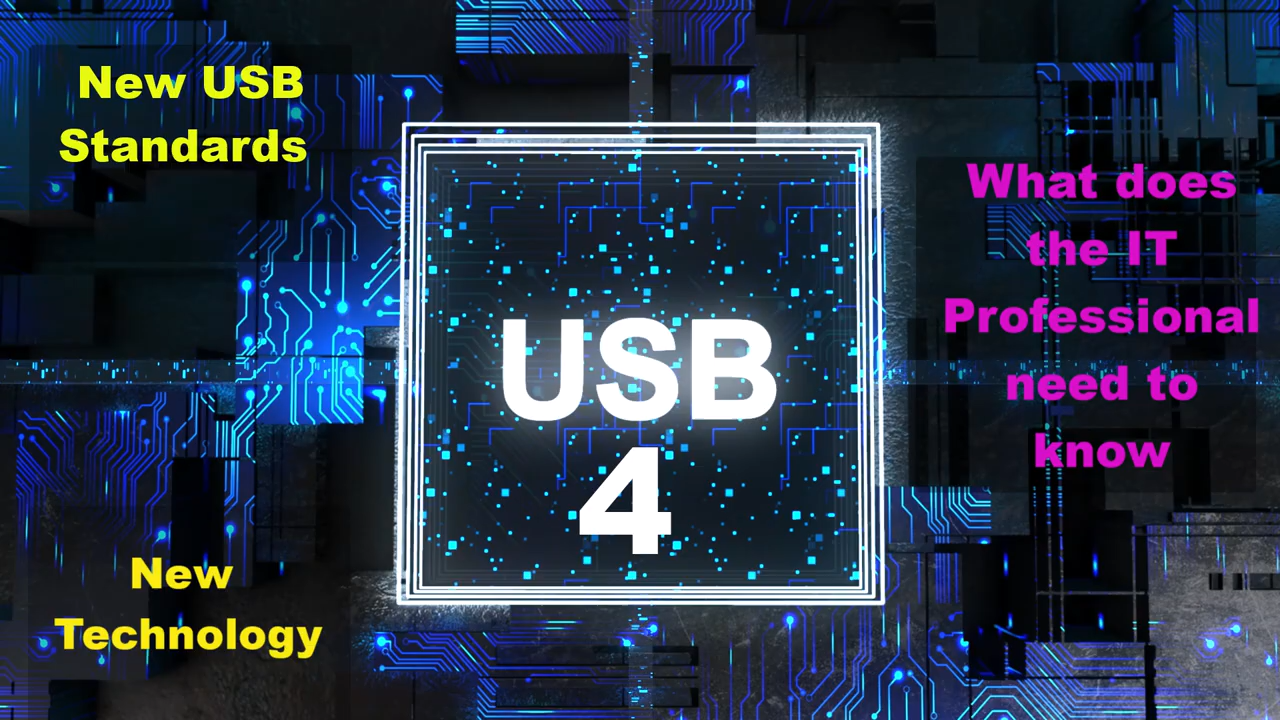 New USB
Standards
USB
4
What does
the IT
Professional
need to
know
New
Technology